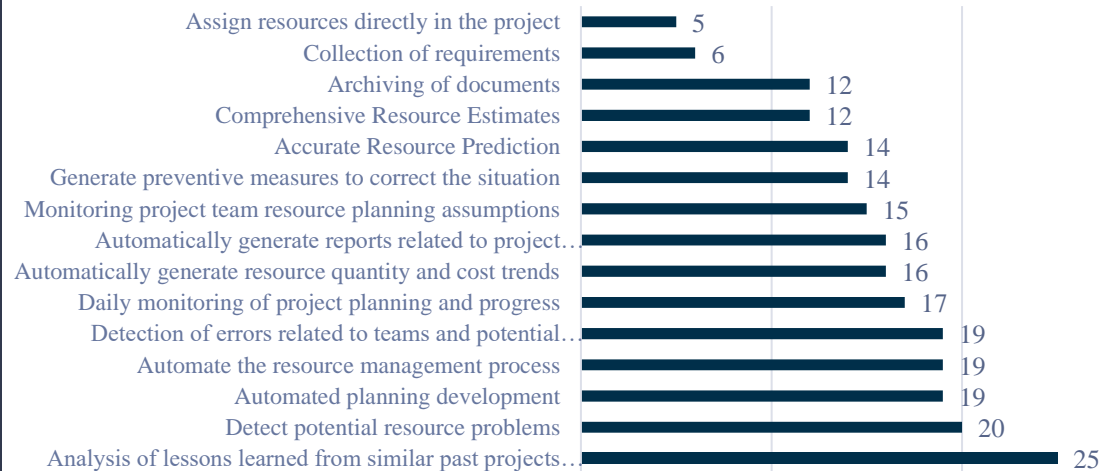 Assign resources directly in the project 5
Collection of requirements 6
Archiving of documents 12
Comprehensive Resource Estimates 12
Accurate Resource Prediction 14
Generate preventive measures to correct the situation 14
Monitoring project team resource planning assumptions 15
Automatically generate reports related to project… 16
Automatically generate resource quantity and cost trends 16
Daily monitoring of project planning and progress 17
Detection of errors related to teams and potential… 19
Automate the resource management process 19
Automated planning development 19
Detect potential resource problems 20
Analysis of lessons learned from similar past projects… 25